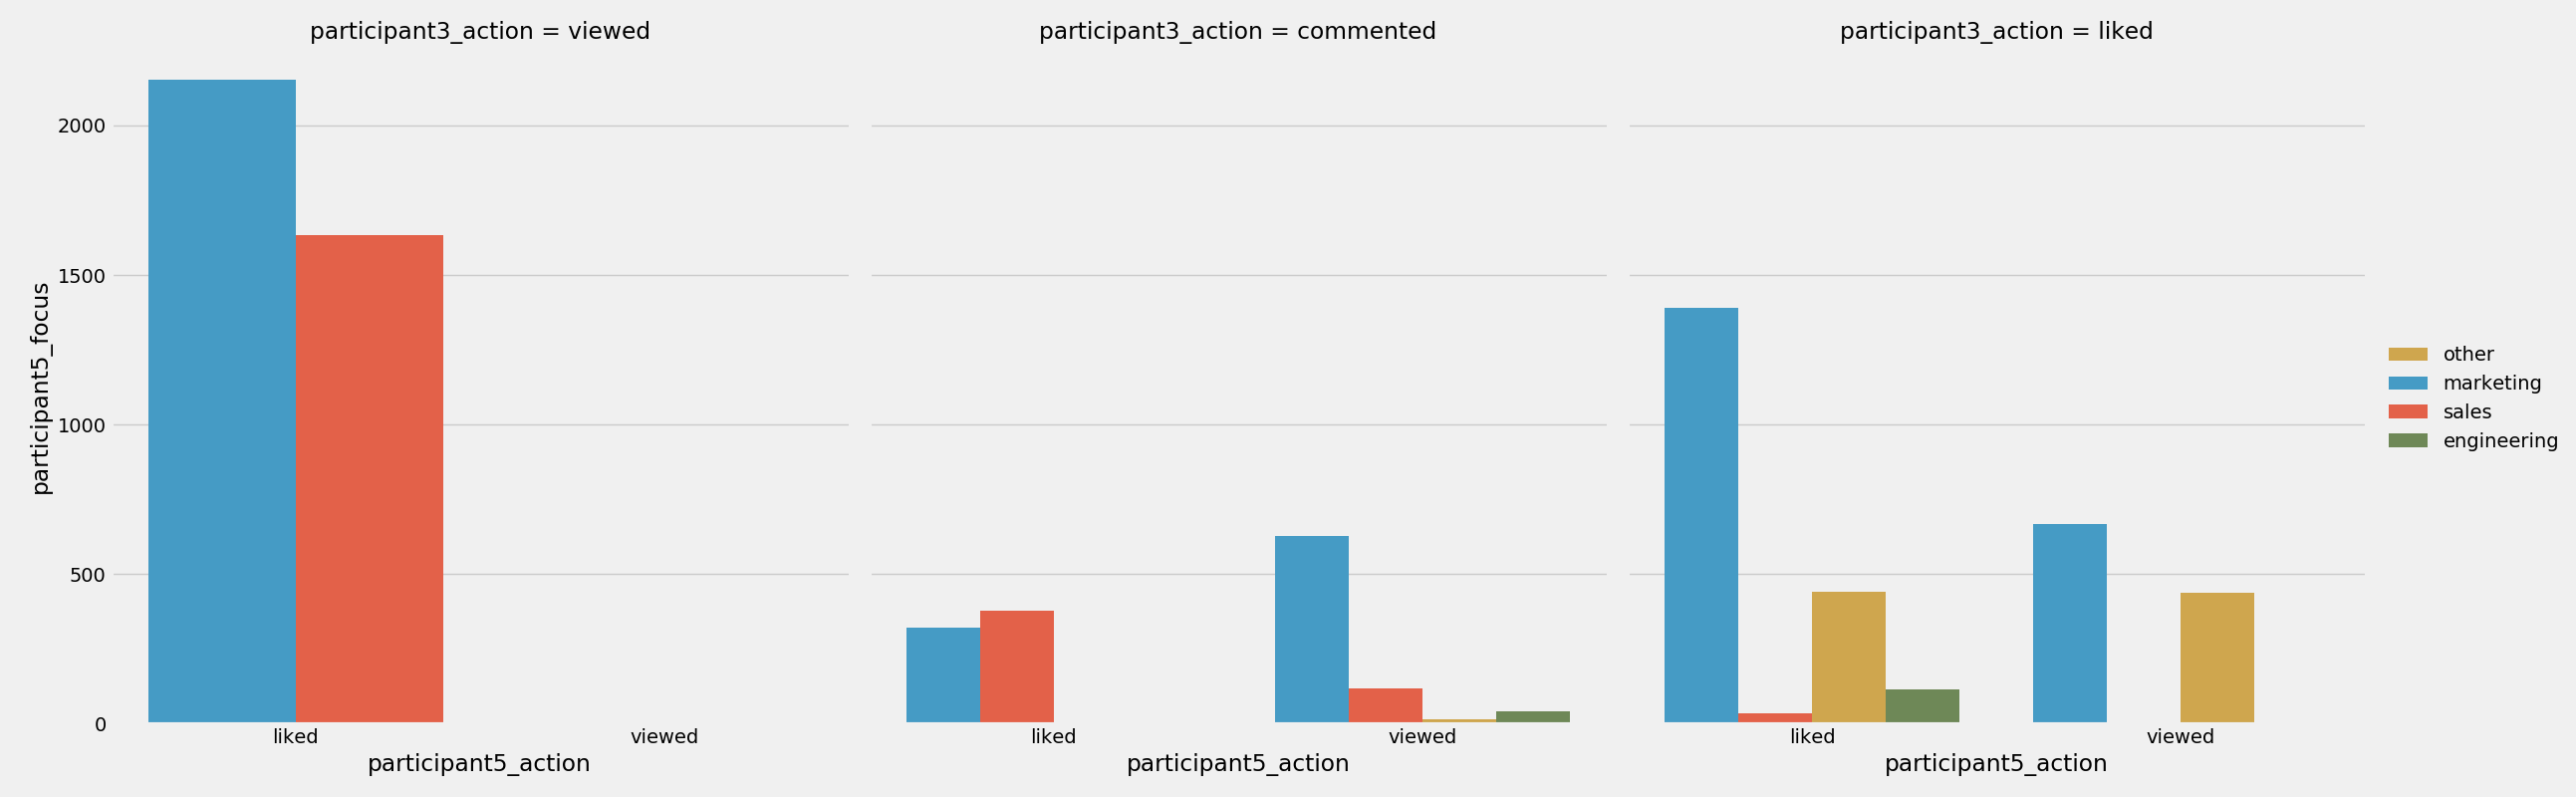 participant3_action = viewed
participant3_action = commented
participant3_action = liked
participant5_focus
2000
1500
1000
500
0
liked
viewed
participant5_action
liked
viewed
participant5_action
liked
viewed
participant5_action
other
marketing
sales
engineering